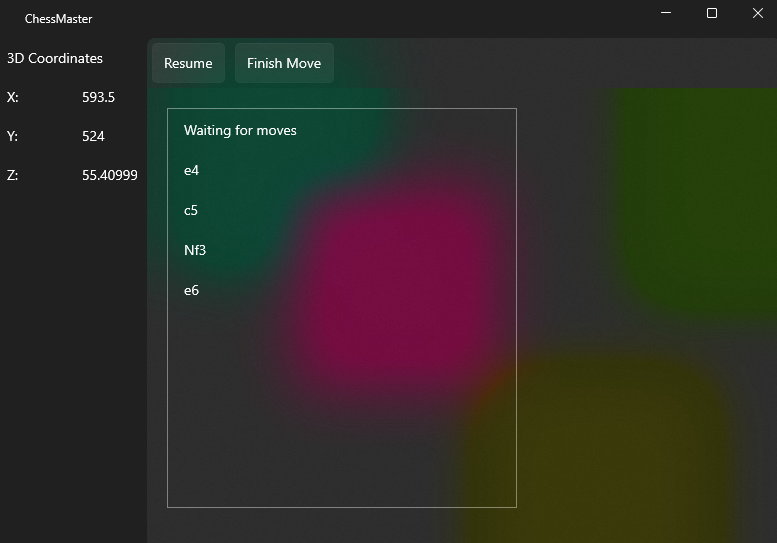 ChessMaster
3D Coordinates
X: 593.5
Y: 524
Z: 55.40999
Resume Finish Move
Waiting for moves
e4
c5
Nf3
e6